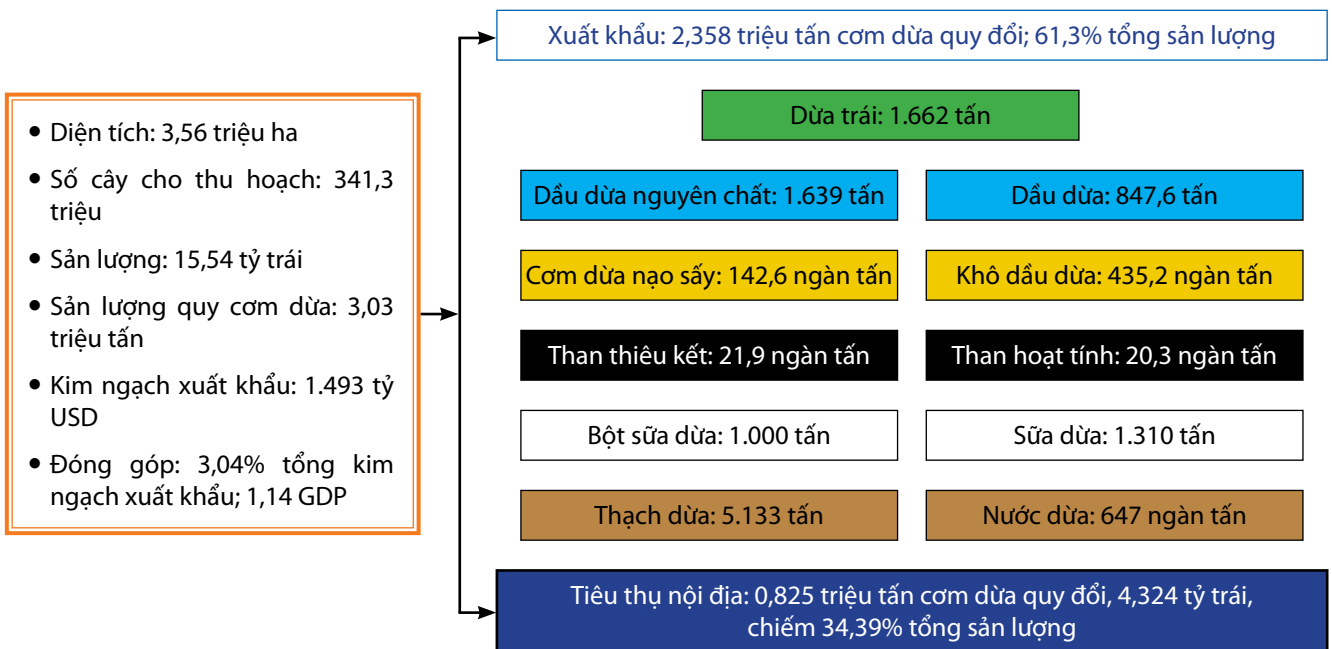 Xuất khẩu: 2,358 triệu tấn cơm dừa quy đổi; 61,3% tổng sản lượng
• Diện tích: 3,56 triệu ha
• Số cây cho thu hoạch: 341,3
triệu
• Sản lượng: 15,54 tỷ trái
• Sản lượng quy cơm dừa: 3,03
triệu tấn
• Kim ngạch xuất khẩu: 1.493 tỷ
USD
• Đóng góp: 3,04% tổng kim
ngạch xuất khẩu; 1,14 GDP
Dừa trái: 1.662 tấn
Dầu dừa nguyên chất: 1.639 tấn
Dầu dừa: 847,6 tấn
Cơm dừa nạo sấy: 142,6 ngàn tấn
Khô dầu dừa: 435,2 ngàn tấn
Than thiêu kết: 21,9 ngàn tấn
Than hoạt tính: 20,3 ngàn tấn
Bột sữa dừa: 1.000 tấn
Sữa dừa: 1.310 tấn
Thạch dừa: 5.133 tấn
Nước dừa: 647 ngàn tấn
Tiêu thụ nội địa: 0,825 triệu tấn cơm dừa quy đổi, 4,324 tỷ trái,
chiếm 34,39% tổng sản lượng